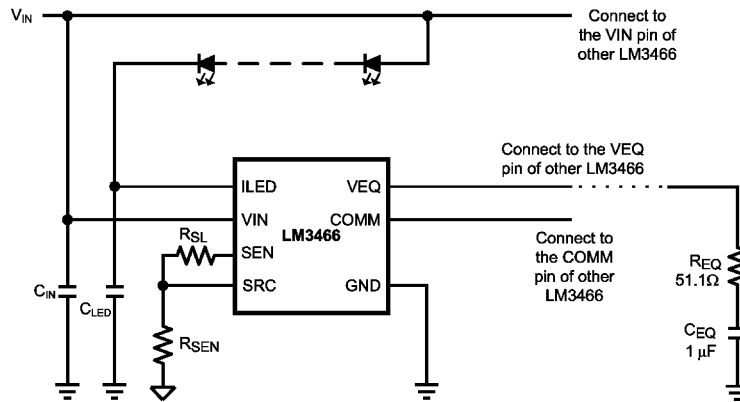 VIN
Connect to
the VIN pin of
other LM3466
Connect to the VEQ
pin of other LM3466
ILED
VEQ
VIN
COMM
LM3466
RSL
SEN
SRC
GND
Connect to
the COMM
pin of other
LM3466
REQ
51.1Ω
CIN
CLED
RSEN
CEQ
1 µF